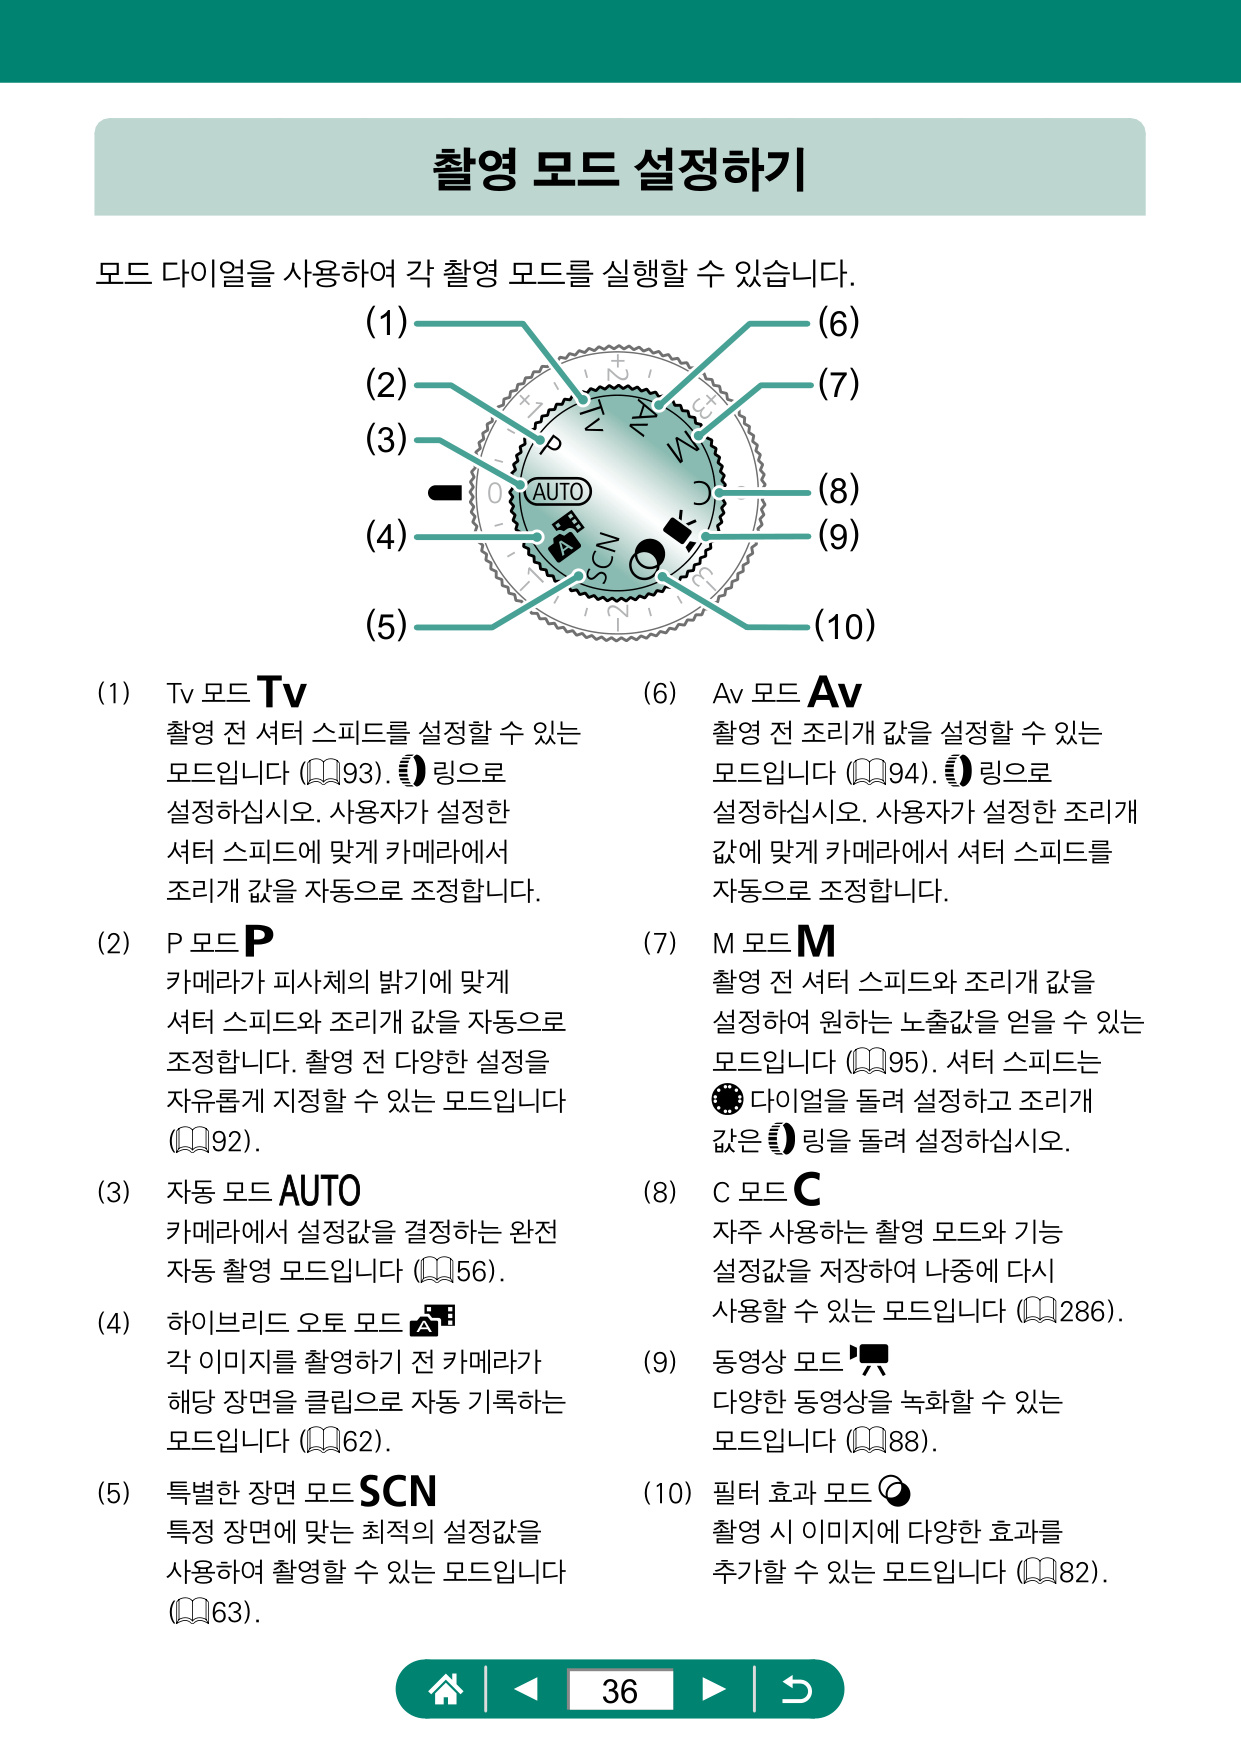 촬영 모드 설정하기
모드 다이얼을 사용하여 각 촬영 모드를 실행할 수 있습니다.
(1)
(2)
(3)
(4)
(5)
(6)
(7)
(8)
(9)
(10)
+1
+2
+3
0
-1
-2
-3
P
Tv
Av
M
C
AUTO
A
SCN
(1) Tv 모드 Tv
촬영 전 셔터 스피드를 설정할 수 있는
모드입니다 (93). 링으로
설정하십시오. 사용자가 설정한
셔터 스피드에 맞게 카메라에서
조리개 값을 자동으로 조정합니다.
(2) P 모드 P
카메라가 피사체의 밝기에 맞게
셔터 스피드와 조리개 값을 자동으로
조정합니다. 촬영 전 다양한 설정을
자유롭게 지정할 수 있는 모드입니다
(92).
(3) 자동 모드 AUTO
카메라에서 설정값을 결정하는 완전
자동 촬영 모드입니다 (56).
(4) 하이브리드 오토 모드 A
각 이미지를 촬영하기 전 카메라가
해당 장면을 클립으로 자동 기록하는
모드입니다 (62).
(5) 특별한 장면 모드 SCN
특정 장면에 맞는 최적의 설정값을
사용하여 촬영할 수 있는 모드입니다
(63).
(6) Av 모드 Av
촬영 전 조리개 값을 설정할 수 있는
모드입니다 (94). 링으로
설정하십시오. 사용자가 설정한 조리개
값에 맞게 카메라에서 셔터 스피드를
자동으로 조정합니다.
(7) M 모드 M
촬영 전 셔터 스피드와 조리개 값을
설정하여 원하는 노출값을 얻을 수 있는
모드입니다 (95). 셔터 스피드는
다이얼을 돌려 설정하고 조리개
값은 링을 돌려 설정하십시오.
(8) C 모드 C
자주 사용하는 촬영 모드와 기능
설정값을 저장하여 나중에 다시
사용할 수 있는 모드입니다 (286).
(9) 동영상 모드
다양한 동영상을 녹화할 수 있는
모드입니다 (88).
(10) 필터 효과 모드
촬영 시 이미지에 다양한 효과를
추가할 수 있는 모드입니다 (82).
36